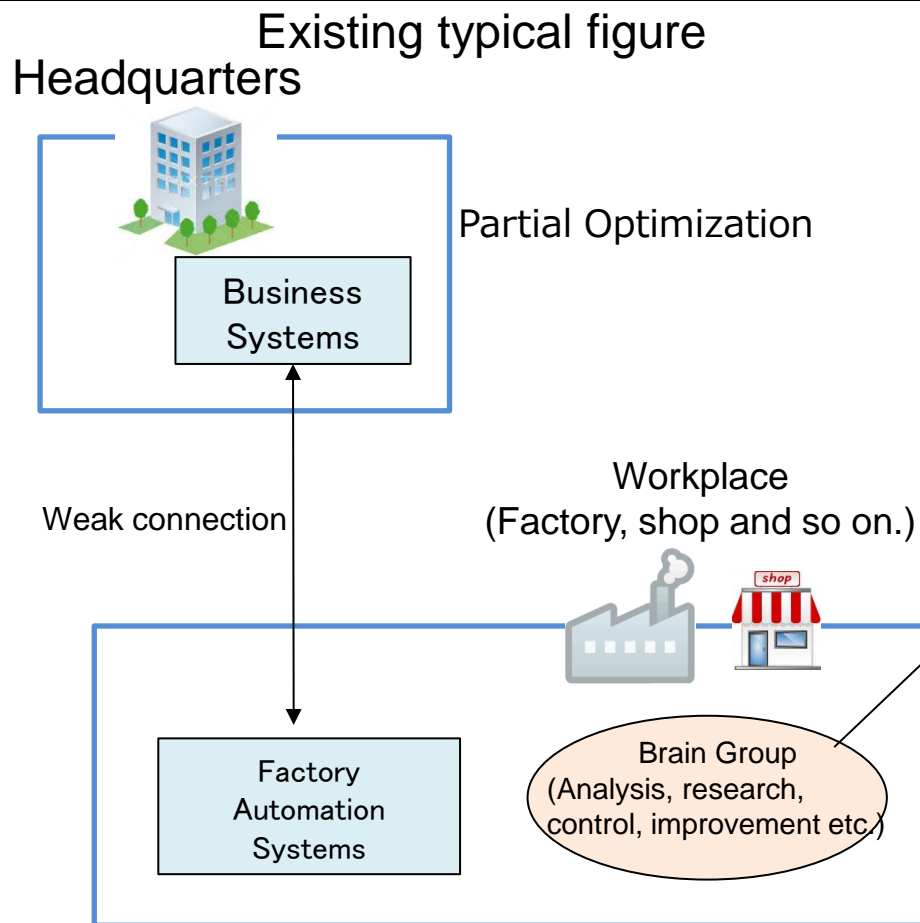 Existing typical figure
Headquarters
Partial Optimization
Business
Systems
Weak connection
Workplace
(Factory, shop and so on.)
shop
Factory
Automation
Systems
Brain Group
(Analysis, research,
control, improvement etc.)